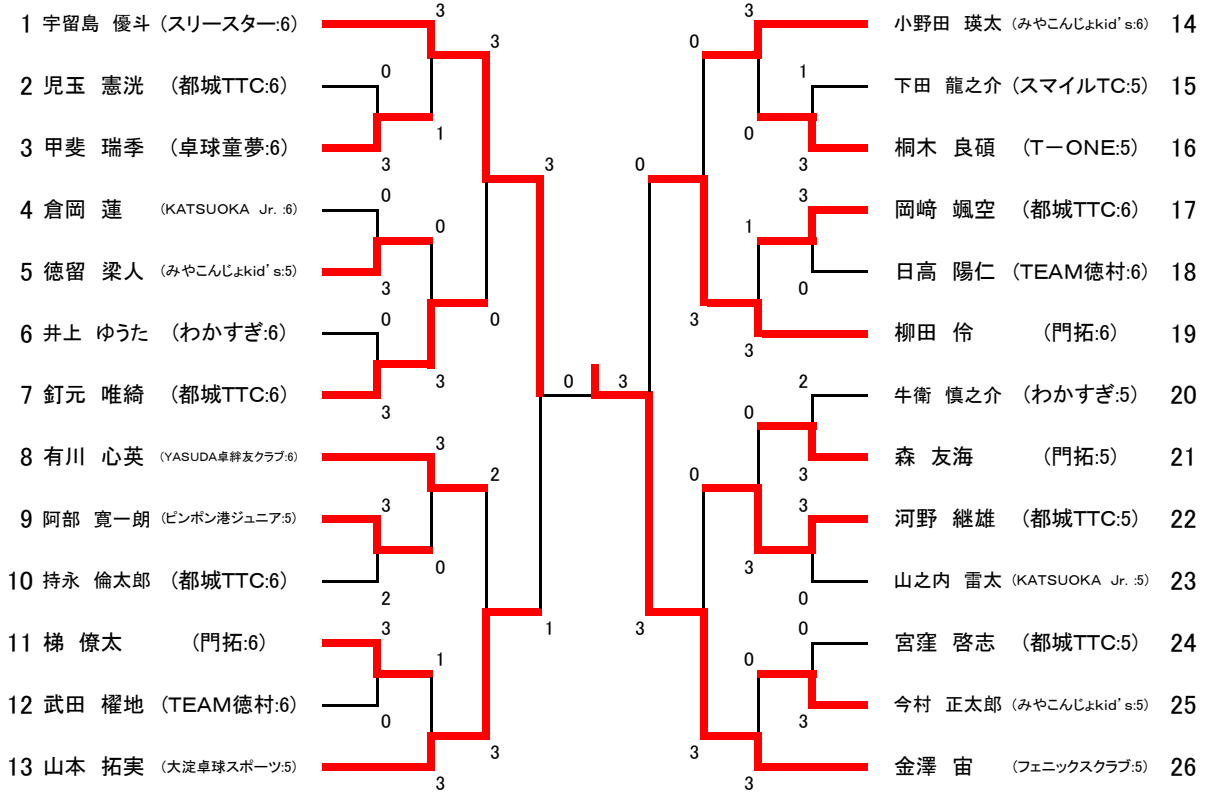 1 宇留島 優斗 (スリースター:6)
2 児玉 憲洸 (都城TTC:6)
3 甲斐 瑞季 (卓球童夢:6)
4 倉岡 蓮 (KATSUOKA Jr. :6)
5 徳留 梁人 (みやこんじょkid's:5)
6 井上 ゆうた (わかすぎ:6)
7 釘元 唯綺 (都城TTC:6)
8 有川 心英 (YASUDA卓絆友クラブ:6)
9 阿部 寛一朗 (ピンポン港ジュニア:5)
10 持永 倫太郎 (都城TTC:6)
11 梯 僚太 (門拓:6)
12 武田 櫂地 (TEAM徳村:6)
13 山本 拓実 (大淀卓球スポーツ:5)
3
0
3
1
3
0
0
3
0
3
0
3
0
3
3
0
2
3
2
3
0
1
3
3
3
1
0
3
0
0
3
0
3
3
1
0
3
3
1
0
3
3
0
2
0
3
3
3
0
0
0
3
3
3
小野田 瑛太 (みやこんじょkid's:6) 14
下田 龍之介 (スマイルTC:5) 15
桐木 良碩 (T-ONE:5) 16
岡﨑 颯空 (都城TTC:6) 17
日高 陽仁 (TEAM徳村:6) 18
柳田 伶 (門拓:6) 19
牛衛 慎之介 (わかすぎ:5) 20
森 友海 (門拓:5) 21
河野 継雄 (都城TTC:5) 22
山之内 雷太 (KATSUOKA Jr. :5) 23
宮窪 啓志 (都城TTC:5) 24
今村 正太郎 (みやこんじょkid's:5) 25
金澤 宙 (フェニックスクラブ:5) 26